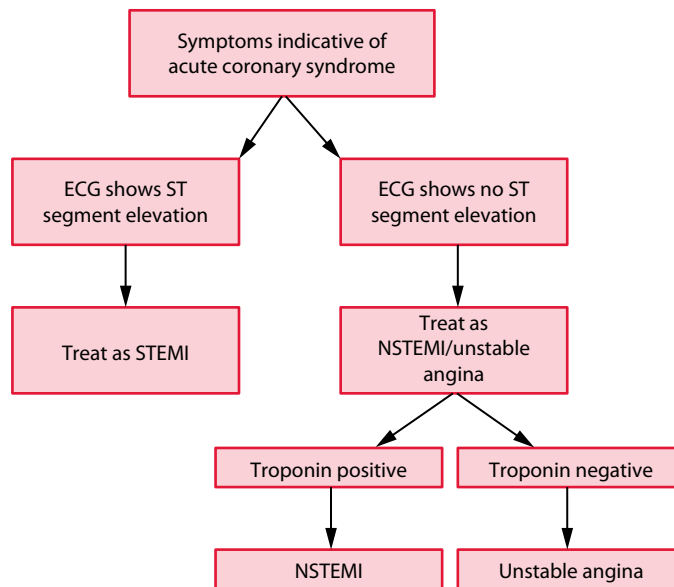 Symptoms indicative of
acute coronary syndrome
ECG shows ST
segment elevation
ECG shows no ST
segment elevation
Treat as STEMI
Treat as
NSTEMI/unstable
angina
Troponin positive
Troponin negative
NSTEMI
Unstable angina